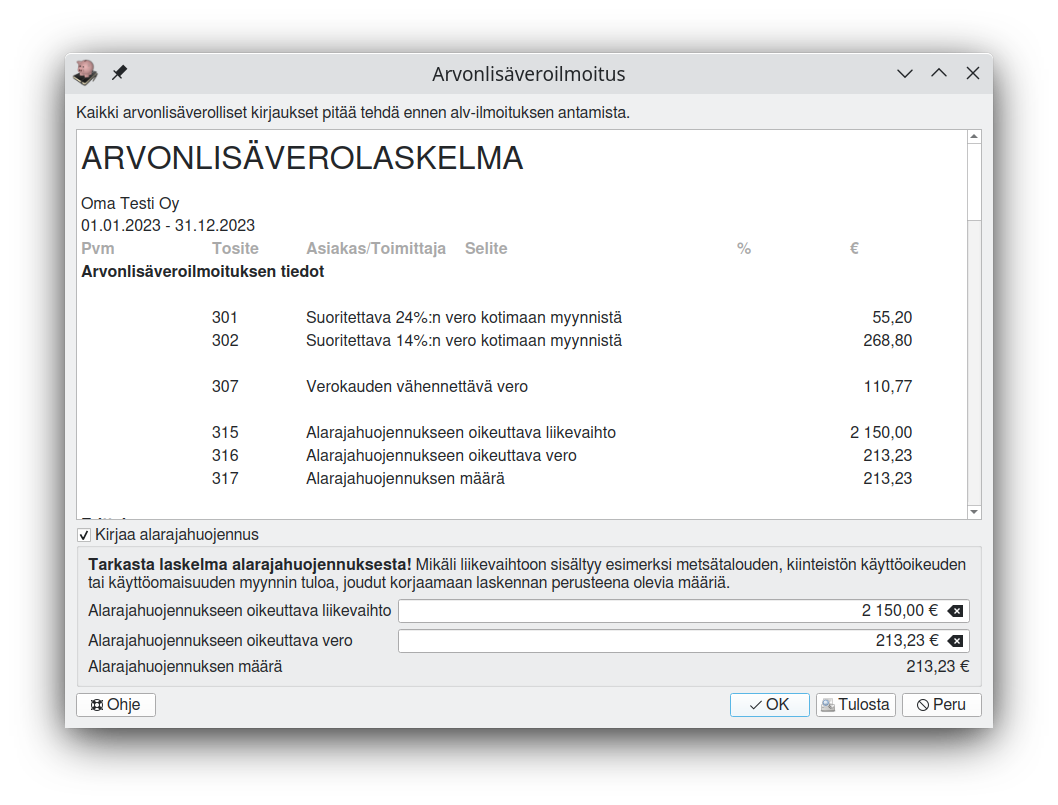 Arvonlisäveroilmoitus
Kaikki arvonlisäverolliset kirjaukset pitää tehdä ennen alv-ilmoituksen antamista.
ARVONLISÄVEROLASKELMA
Oma Testi Oy
01.01.2023 - 31.12.2023
Pvm Tosite Asiakas/Toimittaja Selite % €
Arvonlisäveroilmoituksen tiedot
301 Suoritettava 24%:n vero kotimaan myynnistä 55,20
302 Suoritettava 14%:n vero kotimaan myynnistä 268,80
307 Verokauden vähennettävä vero 110,77
315 Alarajahuojennukseen oikeuttava liikevaihto 2 150,00
316 Alarajahuojennukseen oikeuttava vero 213,23
317 Alarajahuojennuksen määrä 213,23
Kirjaa alarajahuojennus
Tarkasta laskelma alarajahuojennuksesta! Mikäli liikevaihtoon sisältyy esimerkiksi metsätalouden, kiinteistön käyttöoikeuden
tai käyttöomaisuuden myynnin tuloa, joudut korjaamaan laskennan perusteena olevia määriä.
Alarajahuojennukseen oikeuttava liikevaihto 2 150,00 €
Alarajahuojennukseen oikeuttava vero 213,23 €
Alarajahuojennuksen määrä 213,23 €
Ohje OK Tulosta Peru